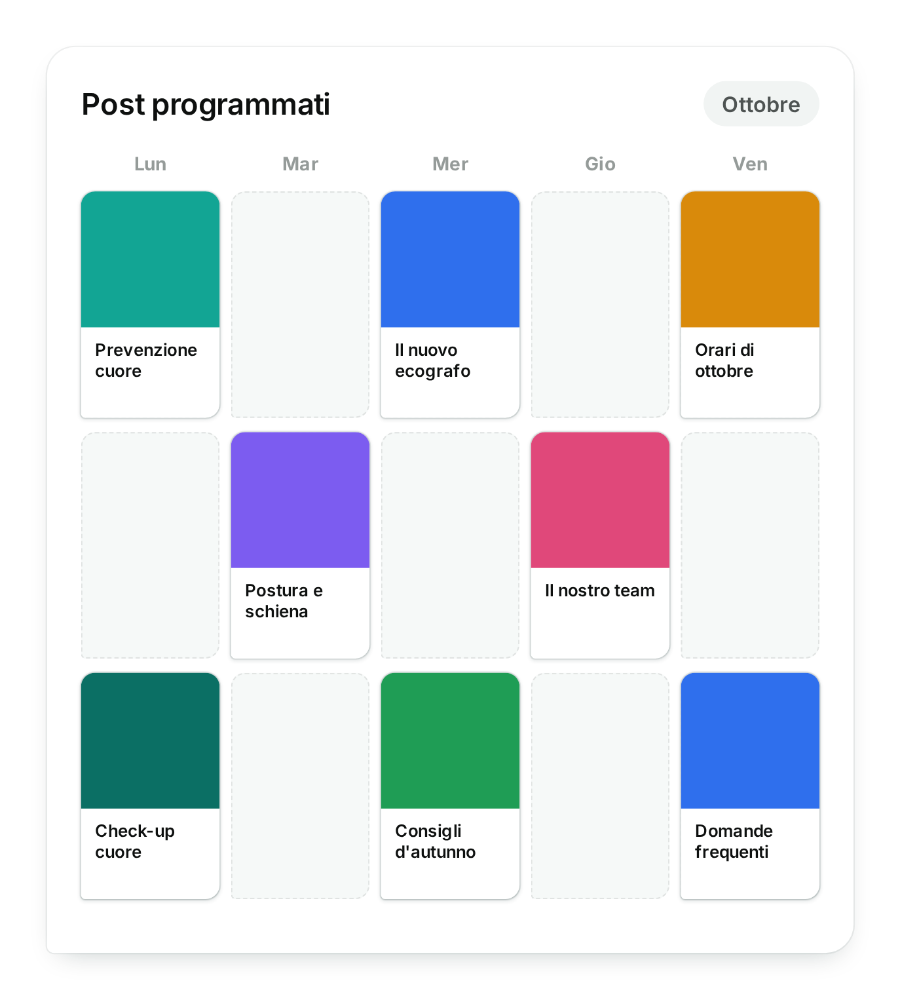 Post programmati
Ottobre
Lun
Mar
Mer
Gio
Ven
Prevenzione
cuore
Il nuovo
ecografo
Orari di
ottobre
Postura e
schiena
Il nostro team
Check-up
cuore
Consigli
d'autunno
Domande
frequenti